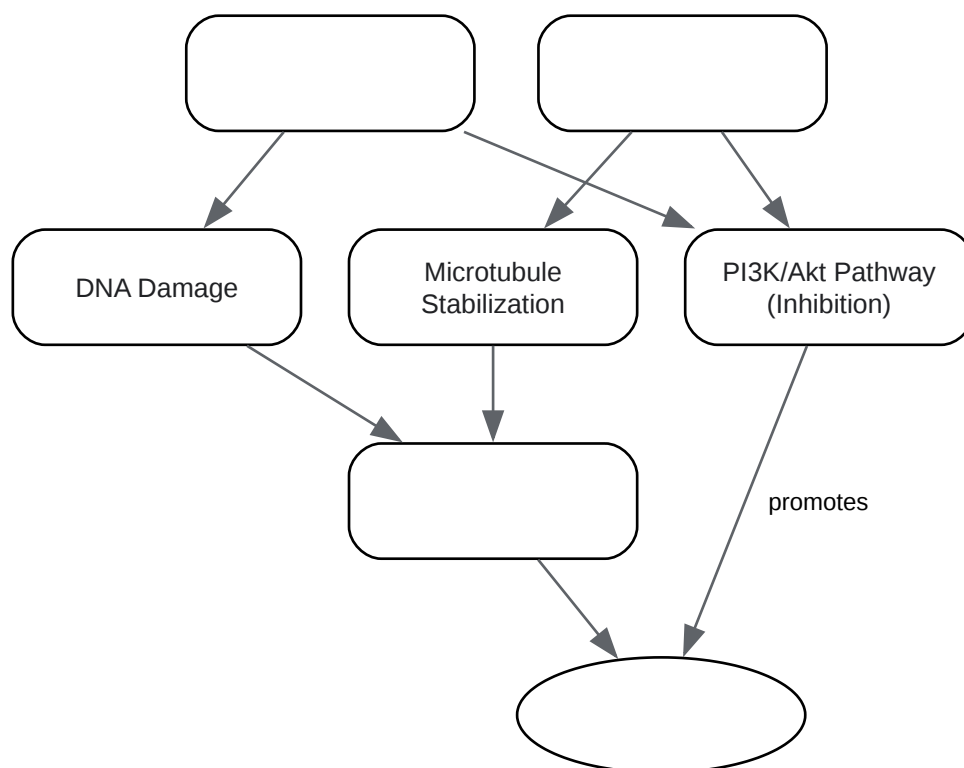 DNA Damage
Microtubule
Stabilization
PI3K/Akt Pathway
(Inhibition)
promotes